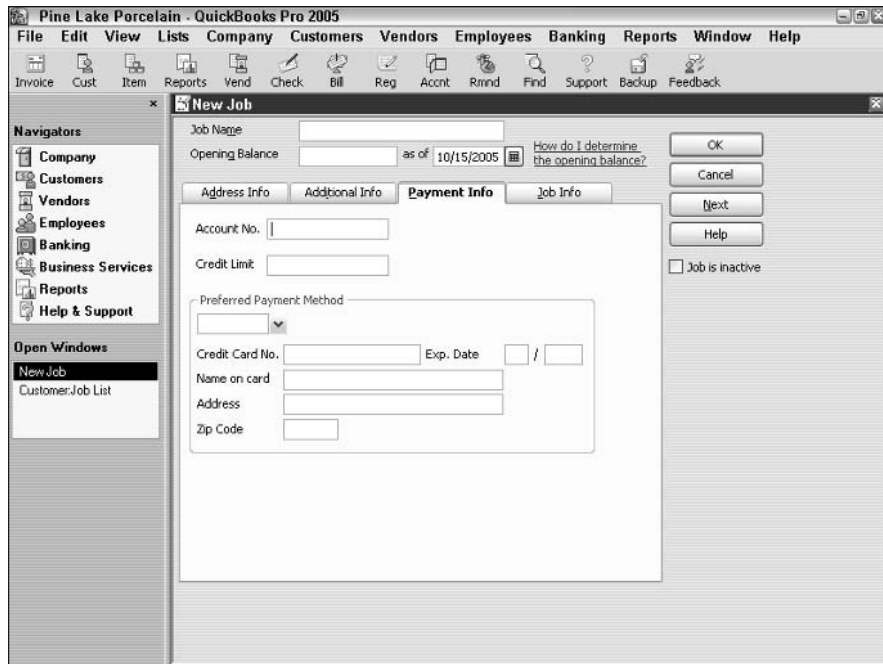 Pine Lake Porcelain - QuickBooks Pro 2005
File Edit View Lists Company Customers Vendors Employees Banking Reports Window Help
Invoice Cust Item Reports Vend Check Bill Reg Accnt Rmnd Find Support Backup Feedback
Navigators
Company
Customers
Vendors
Employees
Banking
Business Services
Reports
Help & Support
Open Windows
New Job
Customer:Job List
New Job
Job Name
Opening Balance as of 10/15/2005 How do I determine
the opening balance?
Address Info Additional Info Payment Info Job Info
Account No.
Credit Limit
Preferred Payment Method
Credit Card No. Exp. Date /
Name on card
Address
Zip Code
OK
Cancel
Next
Help
Job is inactive